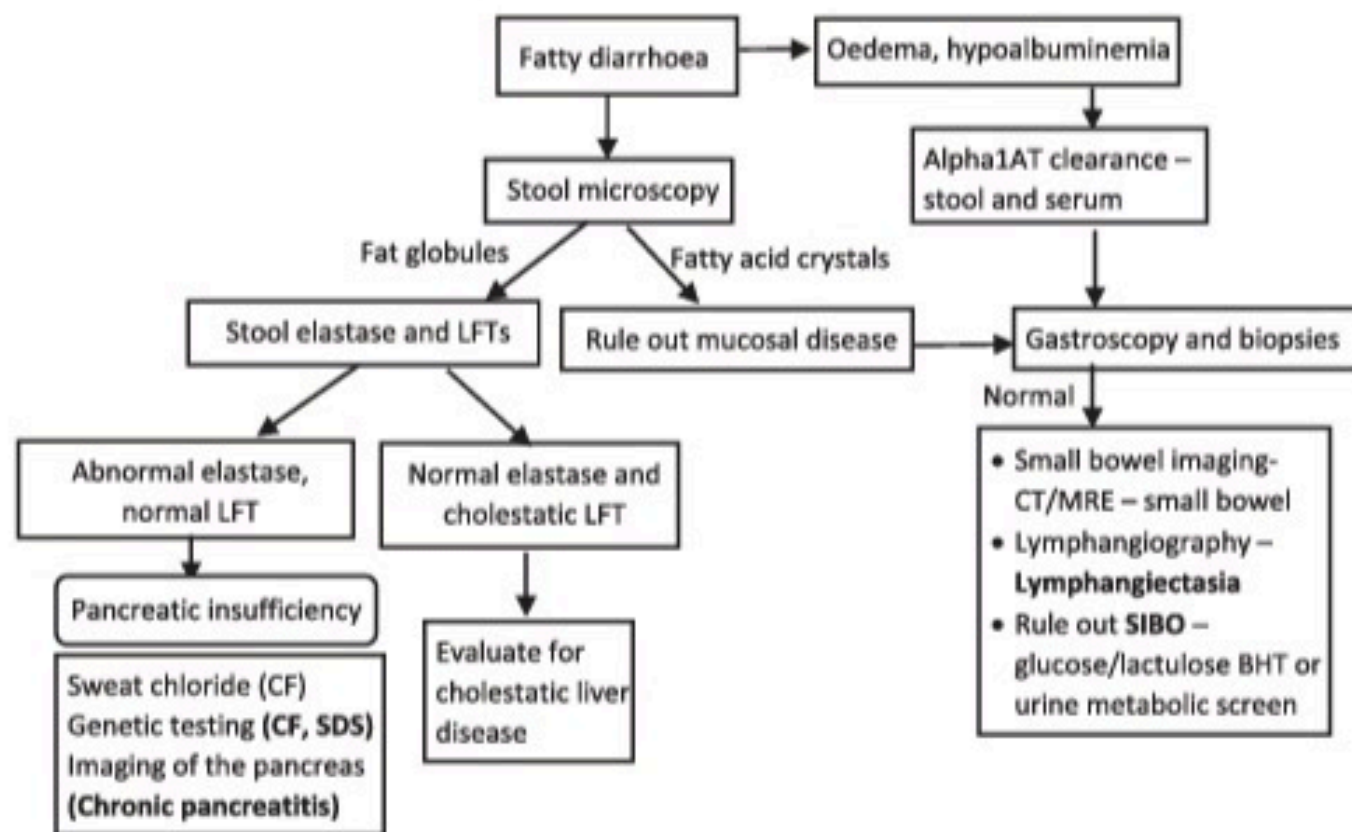 Fatty diarrhoea
Oedema, hypoalbuminemia
Stool microscopy
Alpha1AT clearance –
stool and serum
Fat globules
Fatty acid crystals
Stool elastase and LFTs
Rule out mucosal disease
Gastroscopy and biopsies
Normal
Abnormal elastase,
normal LFT
Normal elastase and
cholestatic LFT
• Small bowel imaging-
CT/MRE – small bowel
• Lymphangiography –
Lymphangiectasia
• Rule out SIBO –
glucose/lactulose BHT or
urine metabolic screen
Pancreatic insufficiency
Evaluate for
cholestatic liver
disease
Sweat chloride (CF)
Genetic testing (CF, SDS)
Imaging of the pancreas
(Chronic pancreatitis)